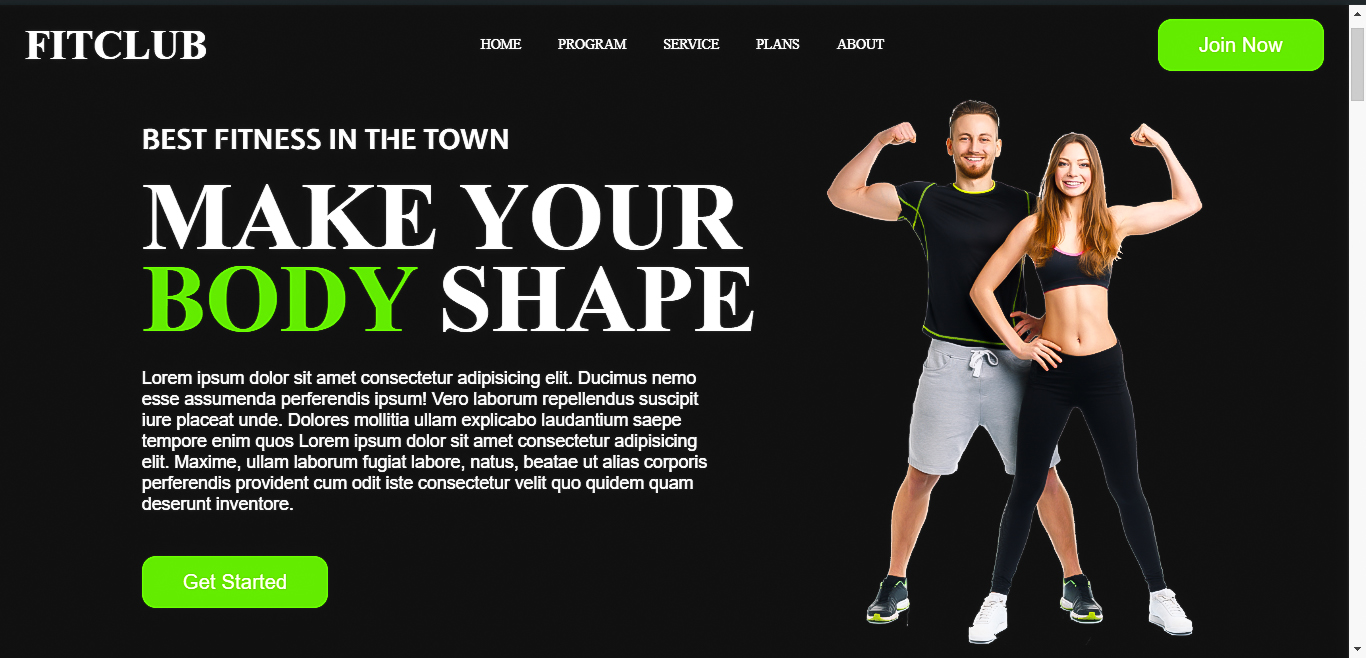 FITCLUB
HOME PROGRAM SERVICE PLANS ABOUT
Join Now
BEST FITNESS IN THE TOWN
MAKE YOUR
BODY SHAPE
Lorem ipsum dolor sit amet consectetur adipisicing elit. Ducimus nemo
esse assumenda perferendis ipsum! Vero laborum repellendus suscipit
iure placeat unde. Dolores mollitia ullam explicabo laudantium saepe
tempore enim quos Lorem ipsum dolor sit amet consectetur adipisicing
elit. Maxime, ullam laborum fugiat labore, natus, beatae ut alias corporis
perferendis provident cum odit iste consectetur velit quo quidem quam
deserunt inventore.
Get Started